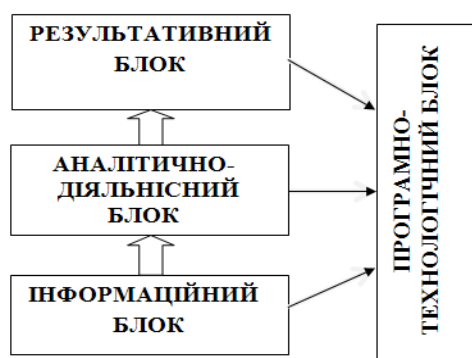 РЕЗУЛЬТАТИВНИЙ
БЛОК
АНАЛІТИЧНО-
ДІЯЛЬНІСНИЙ
БЛОК
ІНФОРМАЦІЙНИЙ
БЛОК
ПРОГРАМНО-
ТЕХНОЛОГІЧНИЙ БЛОК